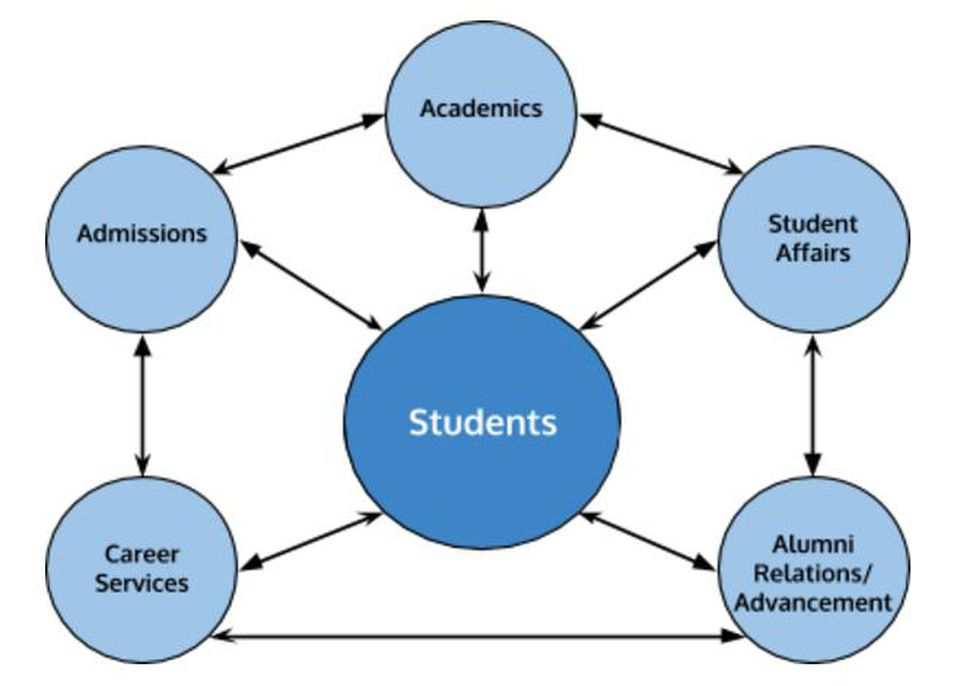 Academics
Admissions
Student
Affairs
Students
Career
Services
Alumni
Relations/
Advancement